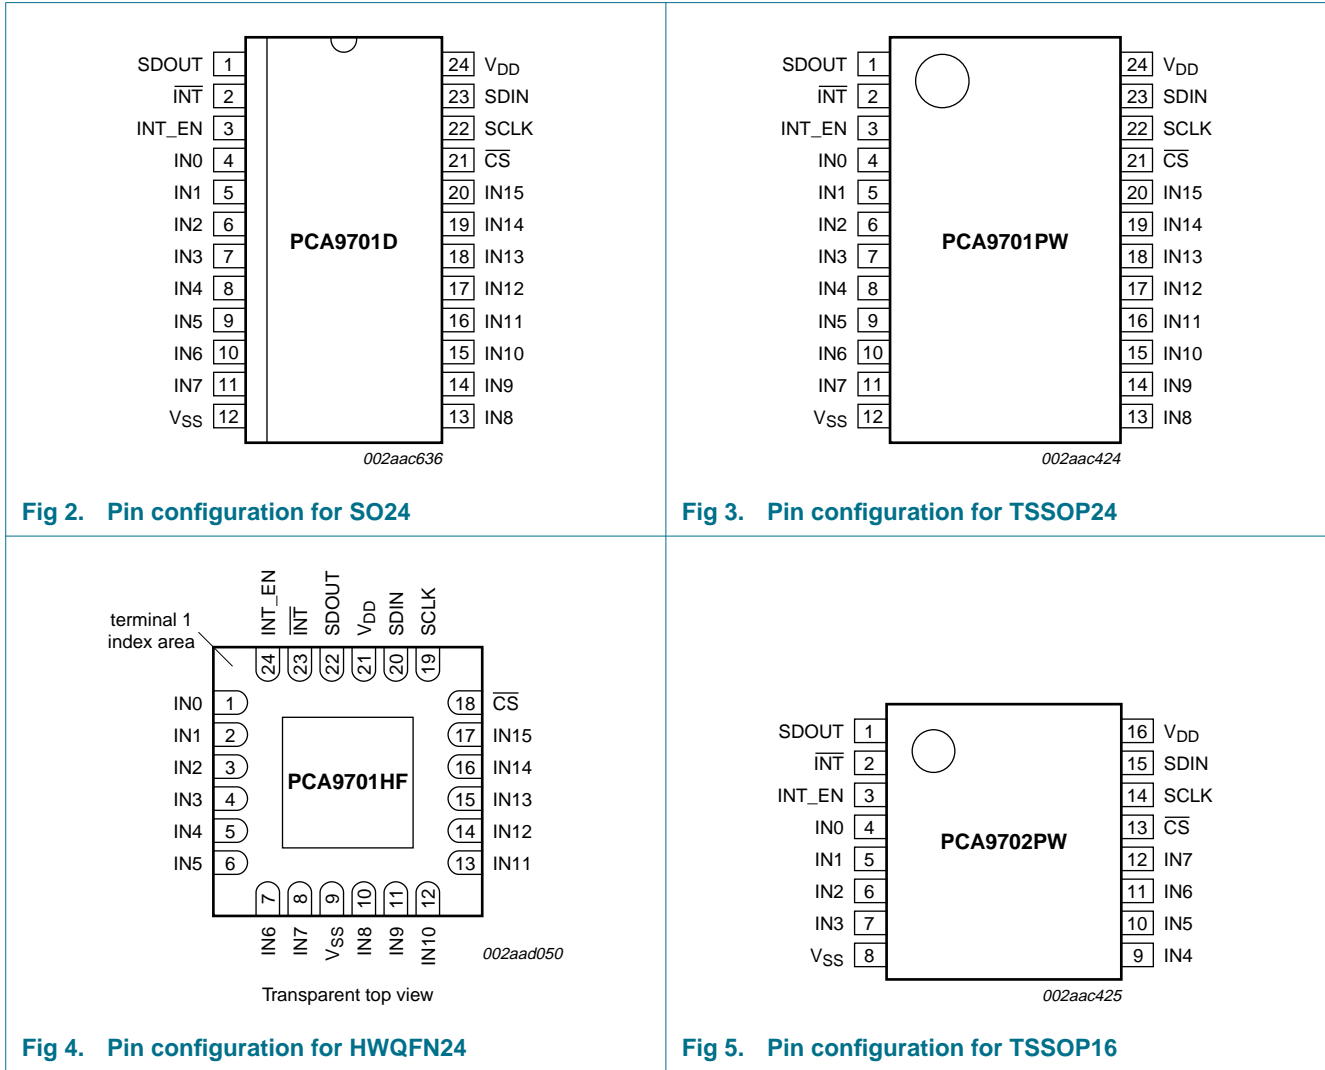 SDOUT 1 24 VDD
INT 2 23 SDIN
INT_EN 3 22 SCLK
IN0 4 21 CS
IN1 5 20 IN15
IN2 6 19 IN14
PCA9701D
IN3 7 18 IN13
IN4 8 17 IN12
IN5 9 16 IN11
IN6 10 15 IN10
IN7 11 14 IN9
VSS 12 13 IN8
002aac636
Fig 2. Pin configuration for SO24
SDOUT 1 24 VDD
INT 2 23 SDIN
INT_EN 3 22 SCLK
IN0 4 21 CS
IN1 5 20 IN15
IN2 6 19 IN14
PCA9701PW
IN3 7 18 IN13
IN4 8 17 IN12
IN5 9 16 IN11
IN6 10 15 IN10
IN7 11 14 IN9
VSS 12 13 IN8
002aac424
Fig 3. Pin configuration for TSSOP24
INT_EN INT SDOUT VDD SDIN SCLK
terminal 1
index area
24 23 22 21 20 19
IN0 1 18 CS
IN1 2 17 IN15
IN2 3 16 IN14
PCA9701HF
IN3 4 15 IN13
IN4 5 14 IN12
IN5 6 13 IN11
7 8 9 10 11 12
IN6 IN7 VSS IN8 IN9 IN10
002aad050
Transparent top view
Fig 4. Pin configuration for HWQFN24
SDOUT 1 16 VDD
INT 2 15 SDIN
INT_EN 3 14 SCLK
IN0 4 13 CS
PCA9702PW
IN1 5 12 IN7
IN2 6 11 IN6
IN3 7 10 IN5
VSS 8 9 IN4
002aac425
Fig 5. Pin configuration for TSSOP16